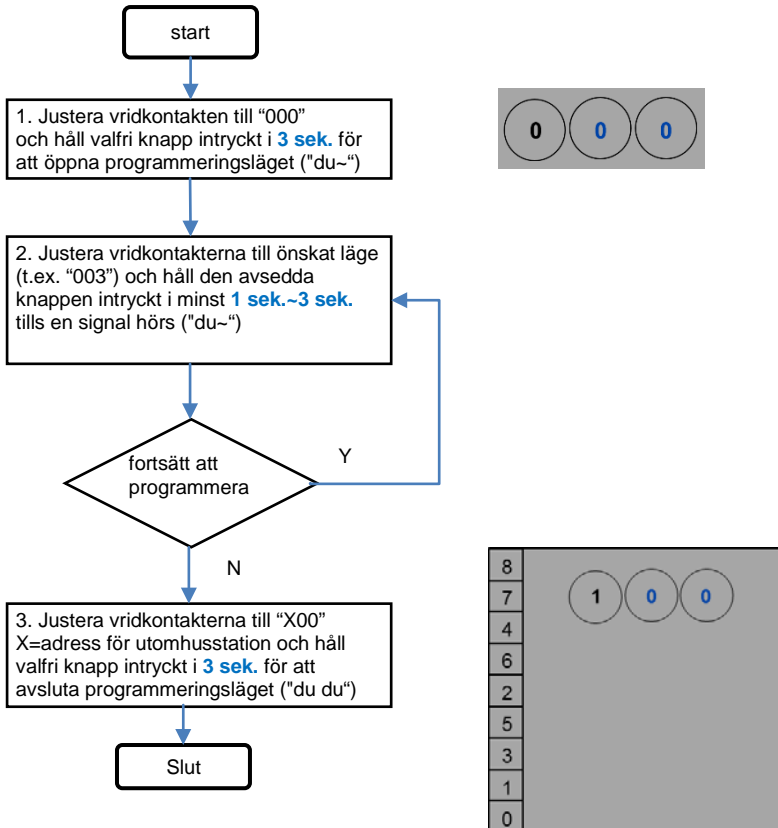 start
1. Justera vridkontakten till “000”
och håll valfri knapp intryckt i 3 sek. för
att öppna programmeringsläget ("du~“)
0 0 0
2. Justera vridkontakterna till önskat läge
(t.ex. “003”) och håll den avsedda
knappen intryckt i minst 1 sek.~3 sek.
tills en signal hörs ("du~“)
fortsätt att
programmera
Y
N
3. Justera vridkontakterna till “X00”
X=adress för utomhusstation och håll
valfri knapp intryckt i 3 sek. för att
avsluta programmeringsläget ("du du“)
Slut
8
7
4
6
2
5
3
1
0
1 0 0